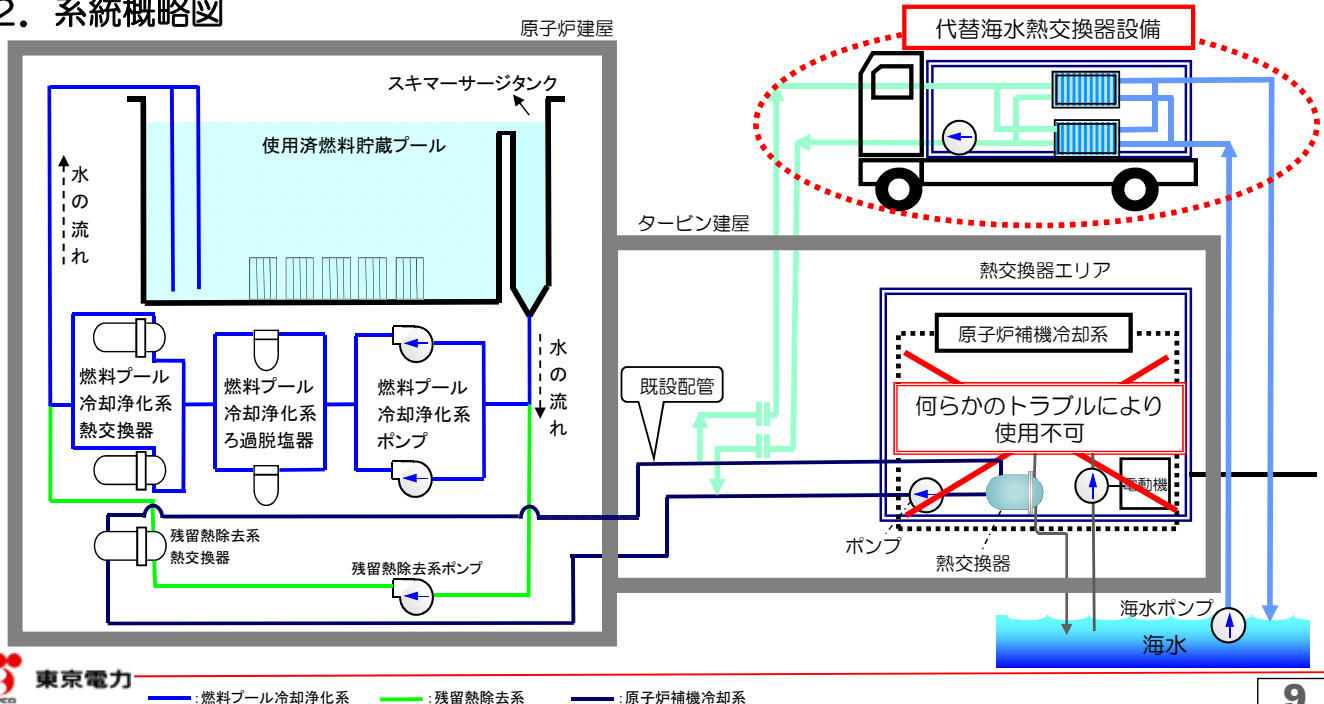 2．系統概略図
原子炉建屋
代替海水熱交換器設備
スキマーサージタンク
使用済燃料貯蔵プール
水の流れ
タービン建屋
熱交換器エリア
原子炉補機冷却系
何らかのトラブルにより
使用不可
燃料プール
冷却浄化系
熱交換器
燃料プール
冷却浄化系
ろ過脱塩器
燃料プール
冷却浄化系
ポンプ
水の流れ
既設配管
電動機
残留熱除去系
熱交換器
残留熱除去系ポンプ
ポンプ
熱交換器
海水ポンプ
海水
東京電力
:燃料プール冷却浄化系
:残留熱除去系
:原子炉補機冷却系
9